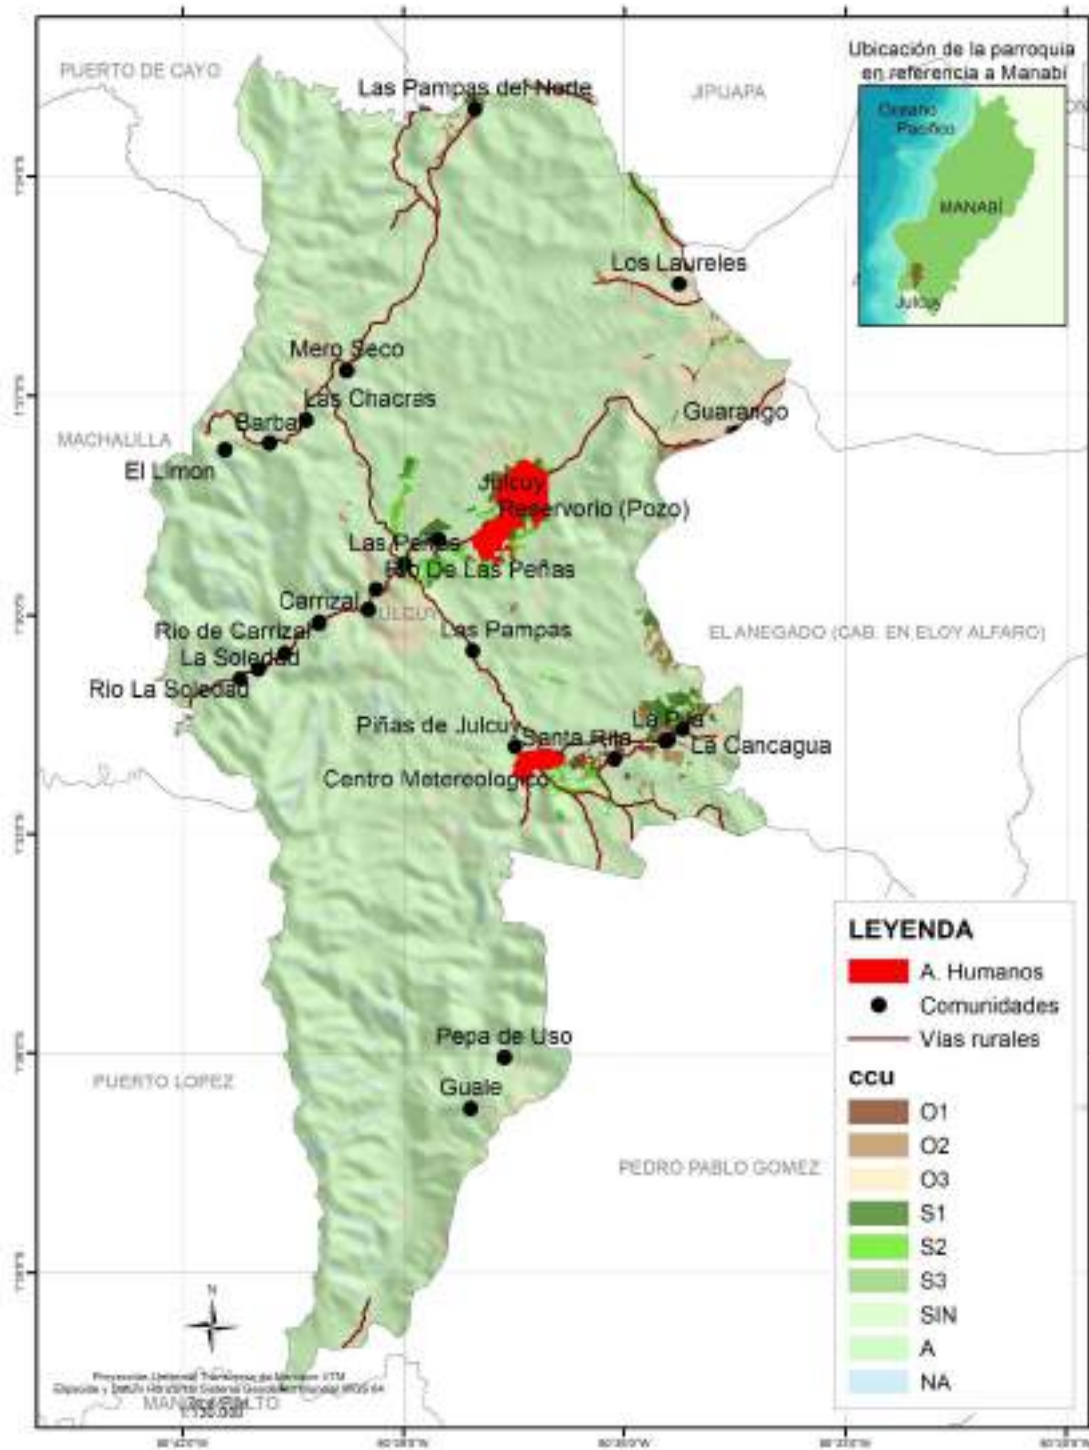 PUERTO DE CAYO
Las Pampas del Norte
JIPIJAPA
Ubicación de la parroquia
en referencia a Manabí
Oceano
Pacifico
MANABÍ
Julcuy
Los Laureles
Mero Seco
Las Chacras
Guarango
Barbal
MACHALILLA
El Limon
Julcuy
Reservorio (Pozo)
Las Peñas
Rio De Las Peñas
Carrizal
JULCUY
Rio de Carrizal
Las Pampas
EL ANEGADO (CAB. EN ELOY ALFARO)
La Soledad
Rio La Soledad
Piñas de Julcuy
Santa Rita
La Pila
La Cancagua
Centro Metereologico
LEYENDA
A. Humanos
Comunidades
Vías rurales
ccu
O1
O2
O3
S1
S2
S3
SIN
A
NA
Pepa de Uso
PUERTO LOPEZ
Guale
PEDRO PABLO GOMEZ
N